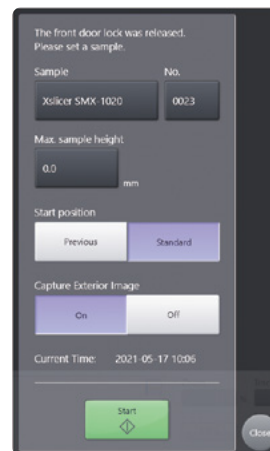 The front door lock was released.
Please set a sample.
Sample No.
Xslicer SMX-1020 0023
Max. sample height
0.0 mm
Start position
Previous Standard
Capture Exterior Image
On Off
Current Time: 2021-05-17 10:06
Start
Close